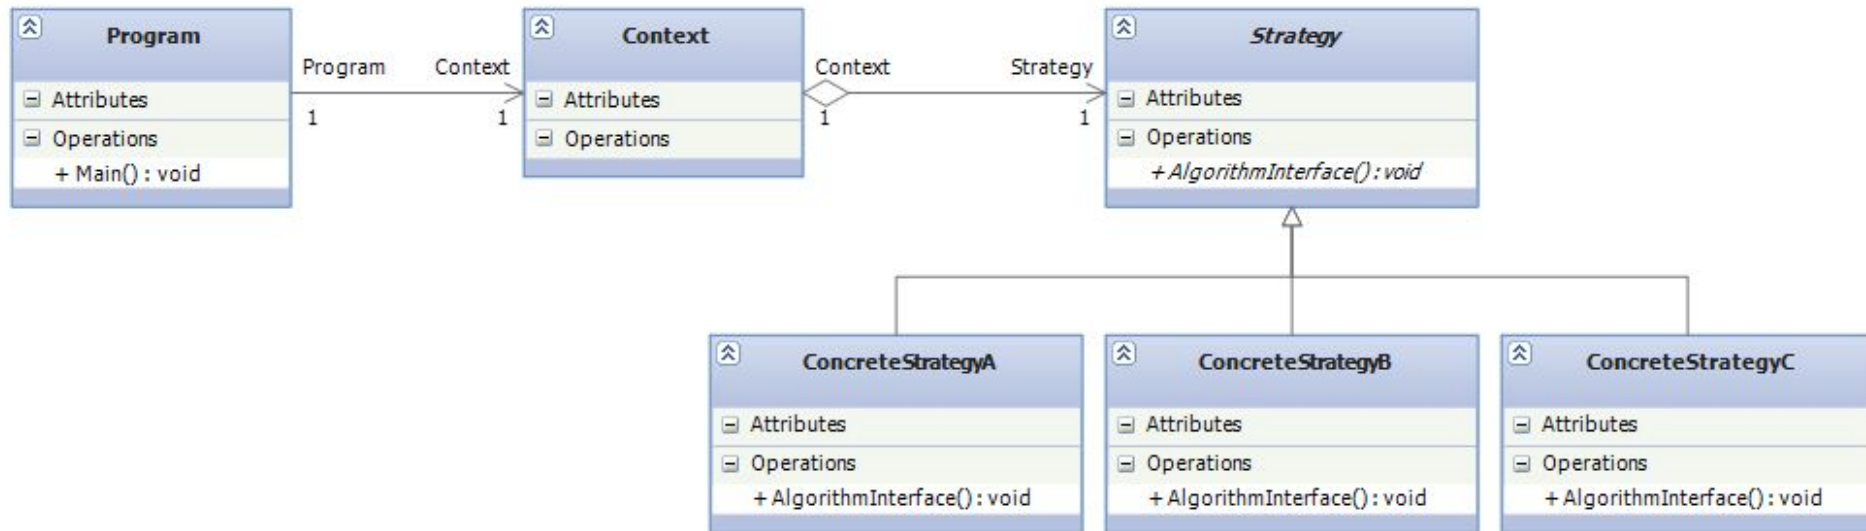 Program
Attributes
Operations
+ Main() : void
Program
Context
1
1
Context
Attributes
Operations
Context
Strategy
1
1
Strategy
Attributes
Operations
+ AlgorithmInterface() : void
ConcreteStrategyA
Attributes
Operations
+ AlgorithmInterface() : void
ConcreteStrategyB
Attributes
Operations
+ AlgorithmInterface() : void
ConcreteStrategyC
Attributes
Operations
+ AlgorithmInterface() : void